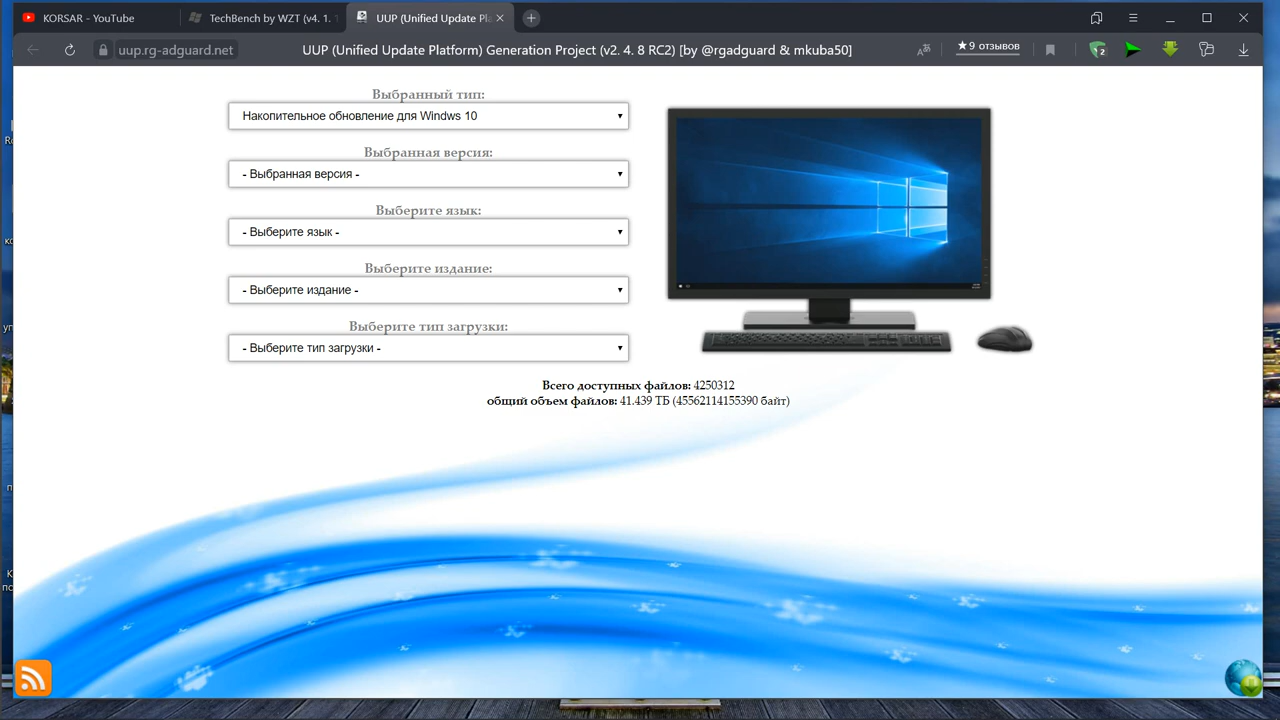 KORSAR - YouTube
TechBench by WZT (v4. 1.
UUP (Unified Update Pla
uup.rg-adguard.net
UUP (Unified Update Platform) Generation Project (v2. 4. 8 RC2) [by @rgadguard & mkuba50]
★9 отзывов
2
Выбранный тип:
Накопительное обновление для Windws 10
Выбранная версия:
- Выбранная версия -
Выберите язык:
- Выберите язык -
Выберите издание:
- Выберите издание -
Выберите тип загрузки:
- Выберите тип загрузки -
Всего доступных файлов: 4250312
общий объем файлов: 41.439 ТБ (45562114155390 байт)